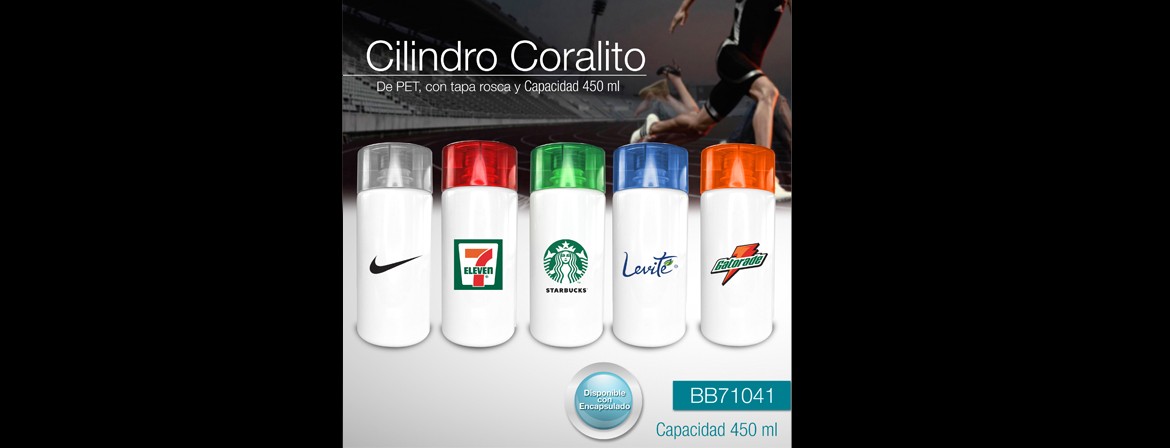 Cilindro Coralito
De PET, con tapa rosca y Capacidad 450 ml
7
ELEVEN
STARBUCKS
Levité
Gatorade
Disponible
con
Encapsulado
BB71041
Capacidad 450 ml